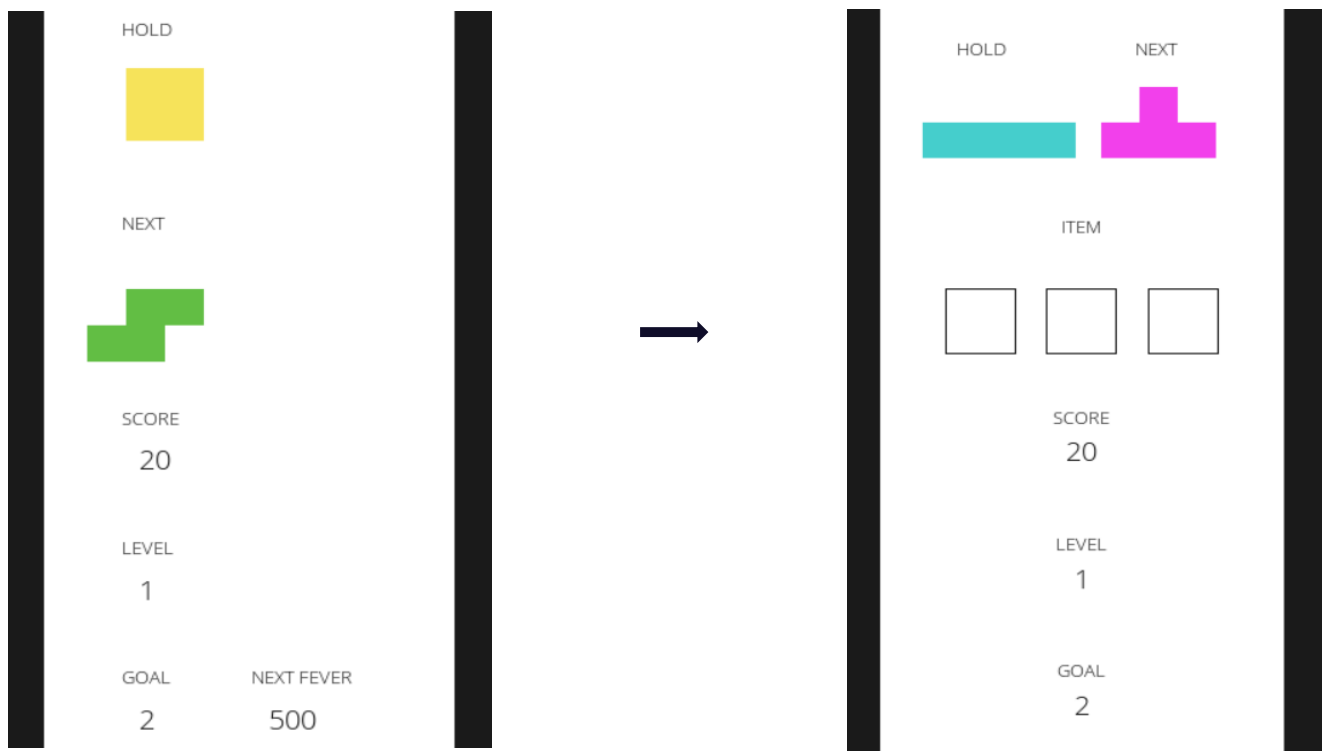 HOLD
NEXT
SCORE
20
LEVEL
1
GOAL NEXT FEVER
2 500
HOLD NEXT
ITEM
SCORE
20
LEVEL
1
GOAL
2